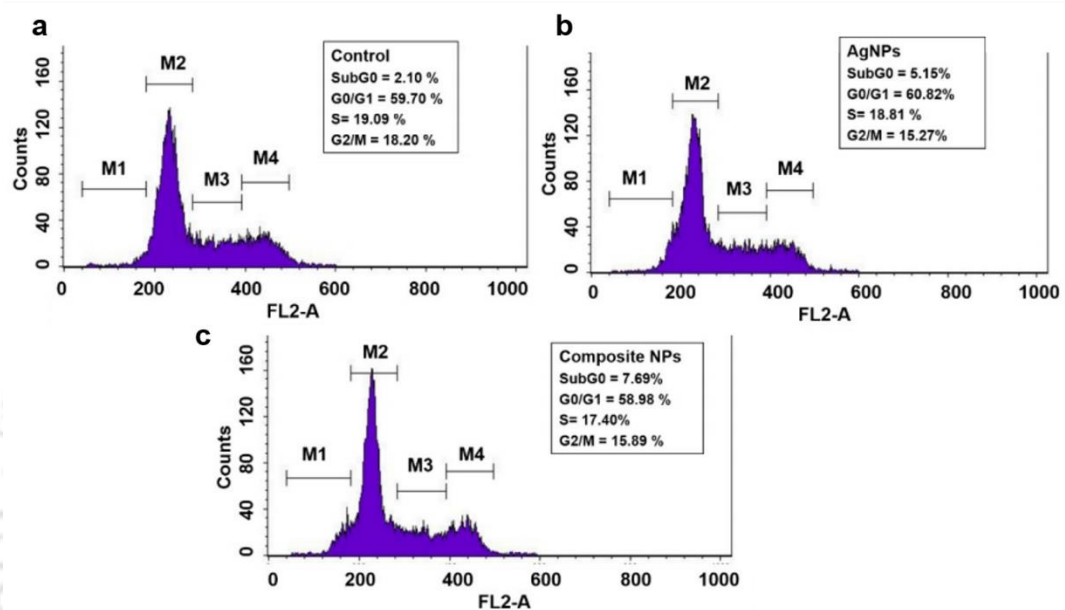 a
Control
SubG0 = 2.10 %
G0/G1 = 59.70 %
S= 19.09 %
G2/M = 18.20 %
M1
M2
M3
M4
Counts
160
120
80
40
0
0 200 400 600 800 1000
FL2-A
b
AgNPs
SubG0 = 5.15%
G0/G1 = 60.82%
S = 18.81 %
G2/M = 15.27%
M1
M2
M3
M4
Counts
160
120
80
40
0
0 200 400 600 800 1000
FL2-A
c
Composite NPs
SubG0 = 7.69%
G0/G1 = 58.98 %
S= 17.40%
G2/M = 15.89 %
M1
M2
M3
M4
Counts
160
120
80
40
0
0 200 400 600 800 1000
FL2-A